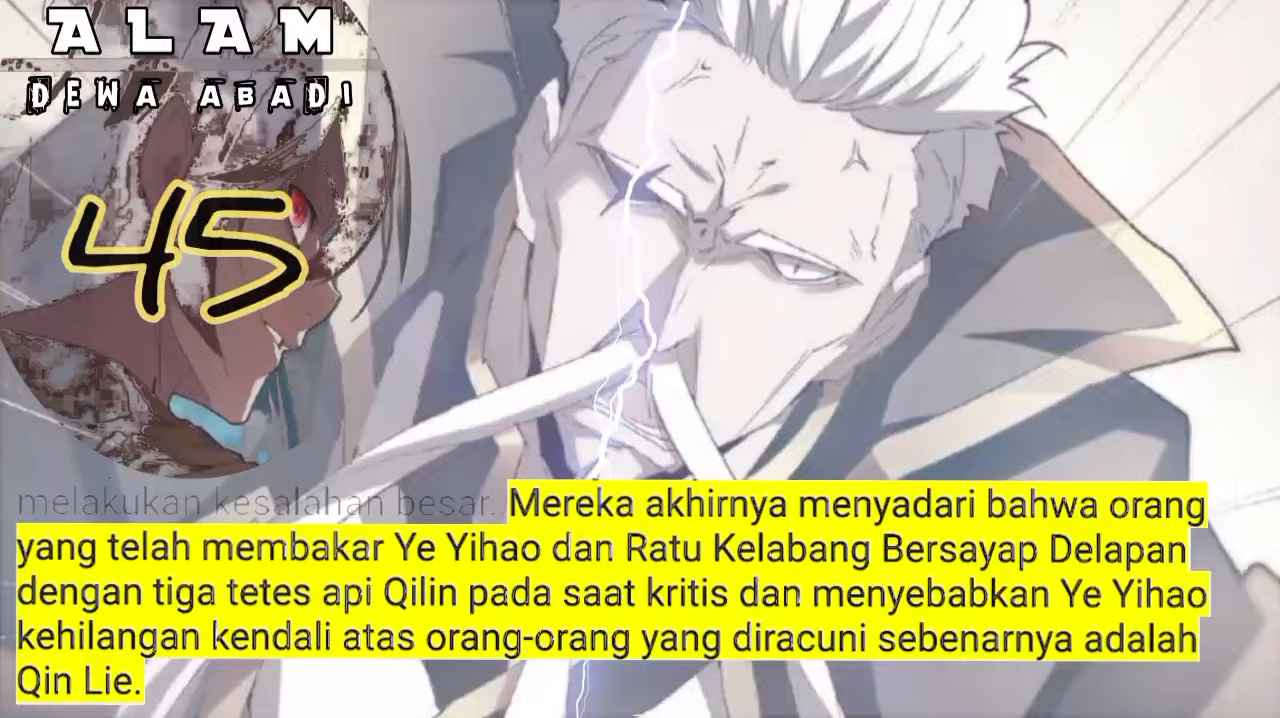 ALAM
DEWA ABADI
45
melakukan kesalahan besar. Mereka akhirnya menyadari bahwa orang
yang telah membakar Ye Yihao dan Ratu Kelabang Bersayap Delapan
dengan tiga tetes api Qilin pada saat kritis dan menyebabkan Ye Yihao
kehilangan kendali atas orang-orang yang diracuni sebenarnya adalah
Qin Lie.